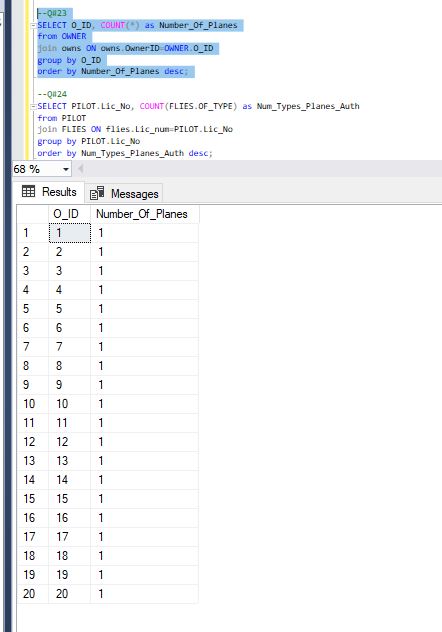 --Q#23
SELECT O_ID, COUNT(*) as Number_Of_Planes
from OWNER
join owns ON owns.OwnerID=OWNER.O_ID
group by O_ID
order by Number_Of_Planes desc;
--Q#24
SELECT PILOT.Lic_No, COUNT(FLIES.OF_TYPE) as Num_Types_Planes_Auth
from PILOT
join FLIES ON flies.Lic_num=PILOT.Lic_No
group by PILOT.Lic_No
order by Num_Types_Planes_Auth desc;
68 %
Results Messages
O_ID Number_Of_Planes
1 1 1
2 2 1
3 3 1
4 4 1
5 5 1
6 6 1
7 7 1
8 8 1
9 9 1
10 10 1
11 11 1
12 12 1
13 13 1
14 14 1
15 15 1
16 16 1
17 17 1
18 18 1
19 19 1
20 20 1